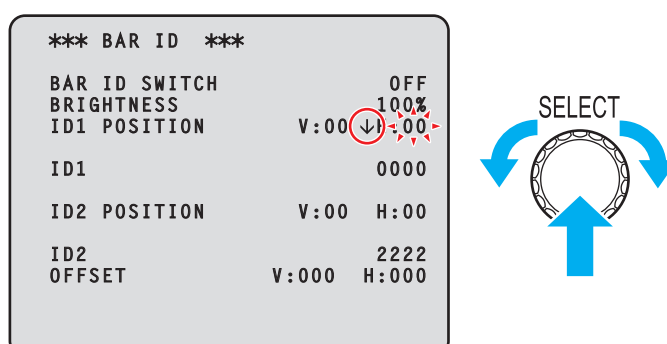 *** BAR ID ***
BAR ID SWITCH OFF
BRIGHTNESS 100%
ID1 POSITION V:00 ↓H:00
ID1 0000
ID2 POSITION V:00 H:00
ID2 2222
OFFSET V:000 H:000
SELECT